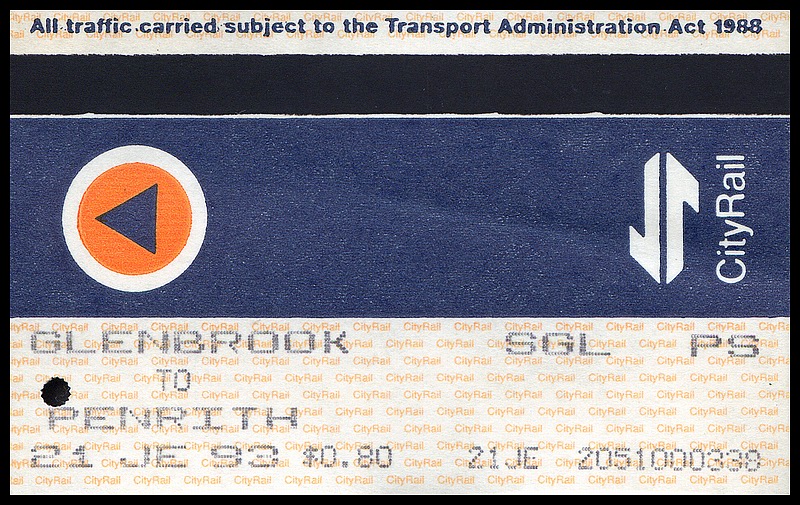 All traffic carried subject to the Transport Administration Act 1988
CityRail
GLENBROOK SGL PS
TO
PENRITH
21 JE 93 $0.80 21JE